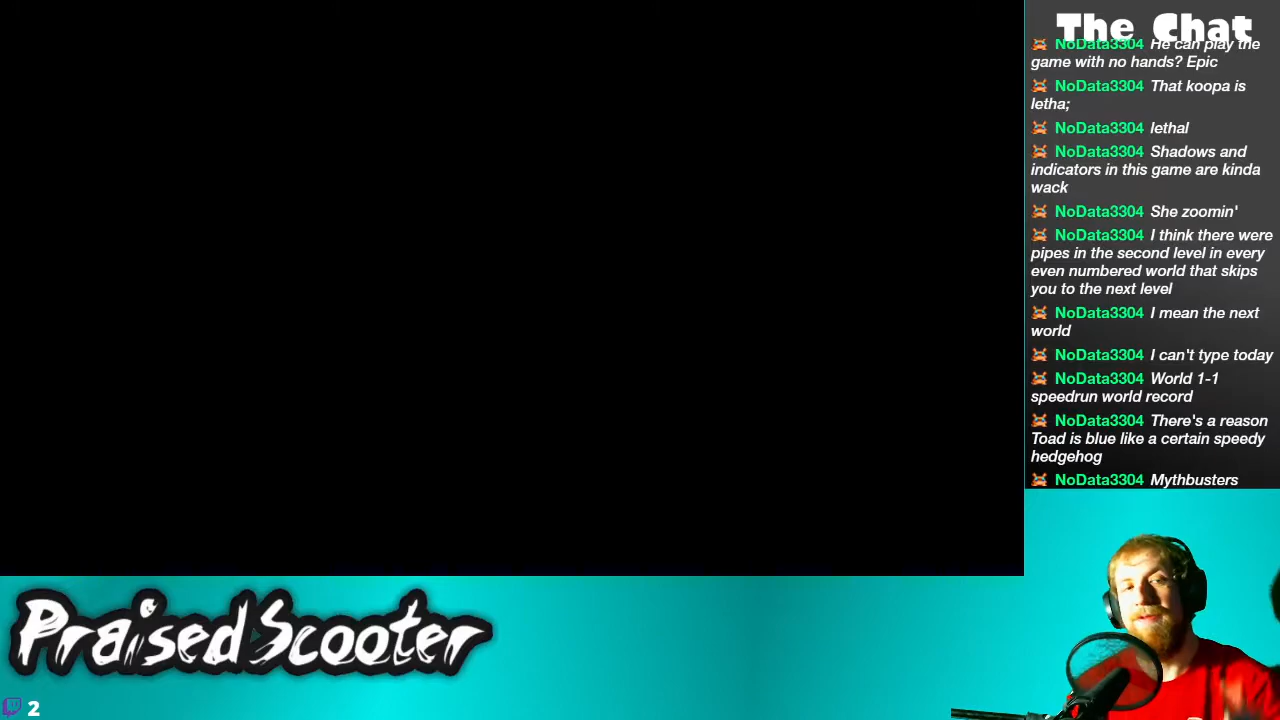 The Chat
NoData3304 He can play the
game with no hands? Epic
NoData3304 That koopa is
letha;
NoData3304 lethal
NoData3304 Shadows and
indicators in this game are kinda
wack
NoData3304 She zoomin'
NoData3304 I think there were
pipes in the second level in every
even numbered world that skips
you to the next level
NoData3304 I mean the next
world
NoData3304 I can't type today
NoData3304 World 1-1
speedrun world record
NoData3304 There's a reason
Toad is blue like a certain speedy
hedgehog
NoData3304 Mythbusters
PraisedScooter
2